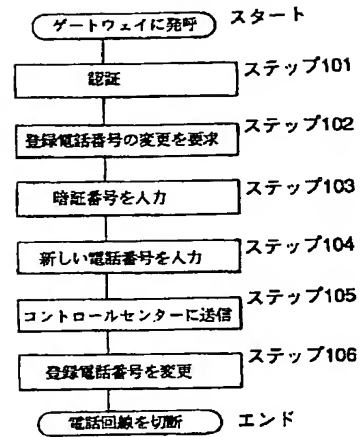 ゲートウェイに発呼 スタート
認証 ステップ101
登録電話番号の変更を要求 ステップ102
暗証番号を入力 ステップ103
新しい電話番号を入力 ステップ104
コントロールセンターに送信 ステップ105
登録電話番号を変更 ステップ106
電話回線を切断 エンド